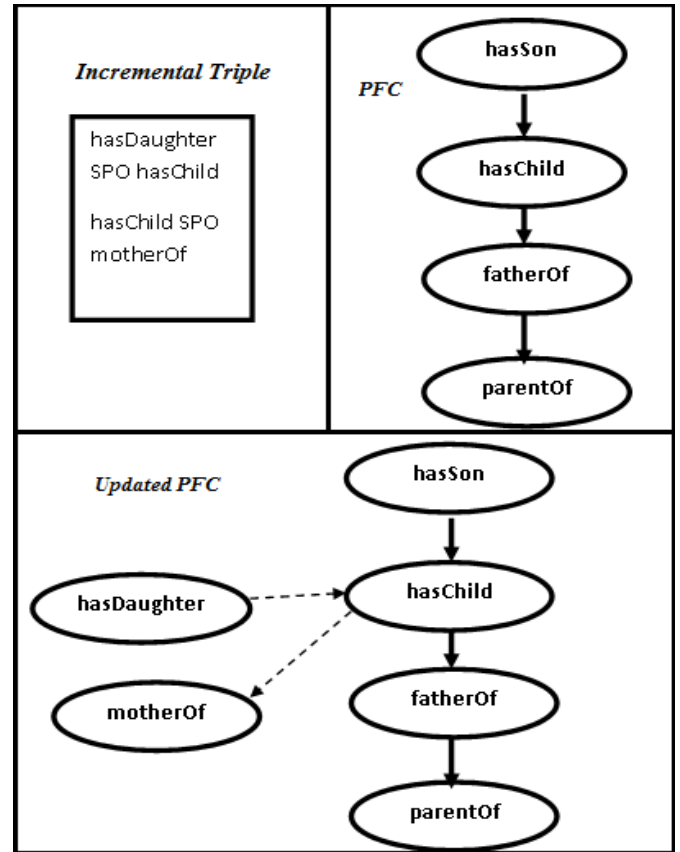 Incremental Triple
hasDaughter
SPO hasChild
hasChild SPO
motherOf
PFC
hasSon
hasChild
fatherOf
parentOf
Updated PFC
hasSon
hasDaughter
hasChild
motherOf
fatherOf
parentOf